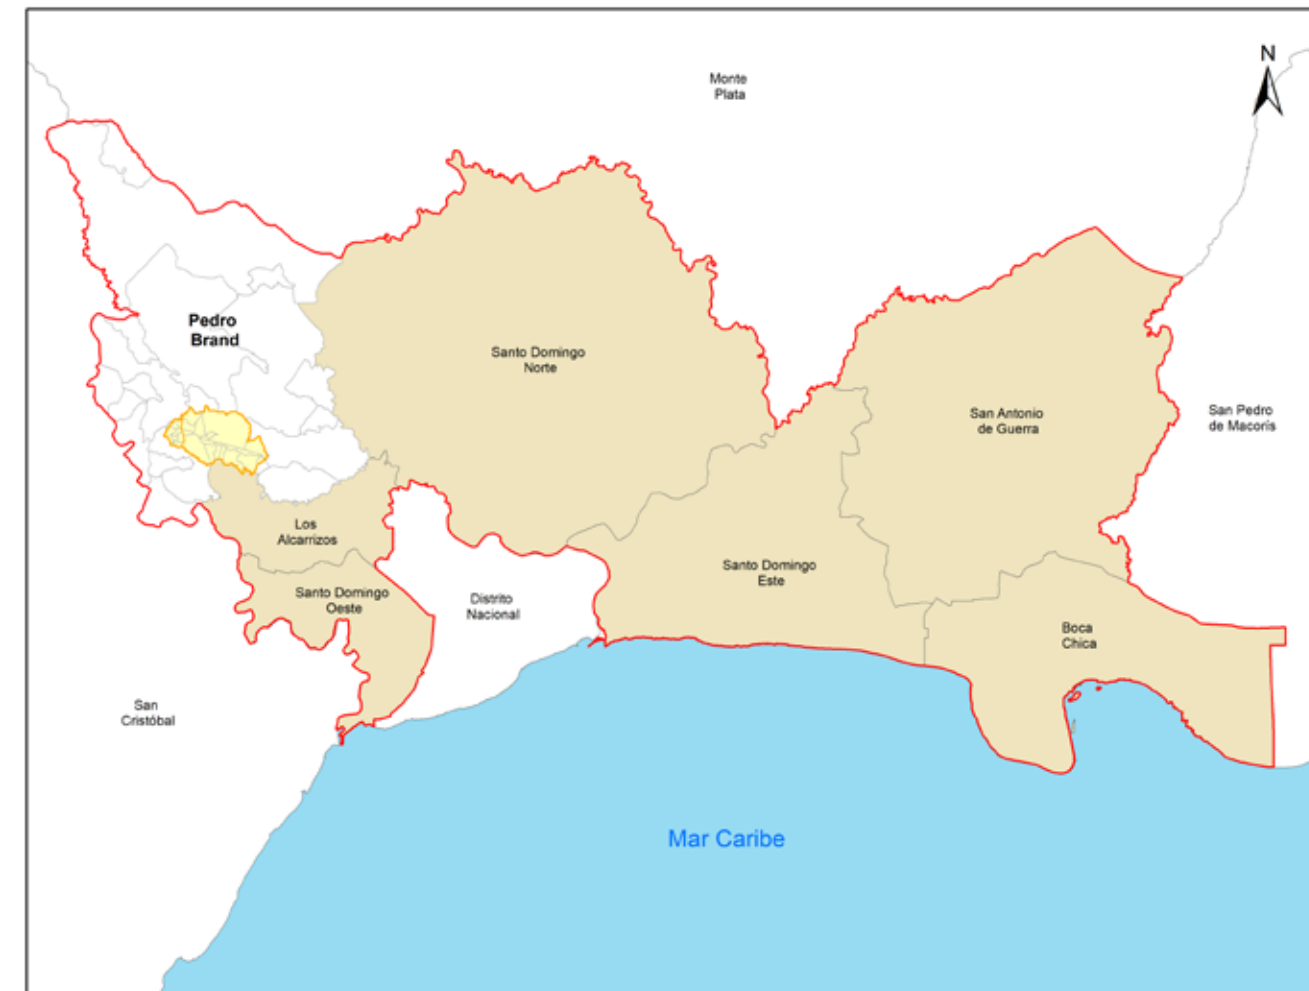 N
Monte
Plata
Pedro
Brand
Santo Domingo
Norte
San Antonio
de Guerra
San Pedro
de Macorís
Los
Alcarrizos
Santo Domingo
Este
Santo Domingo
Oeste
Distrito
Nacional
Boca
Chica
San
Cristóbal
Mar Caribe